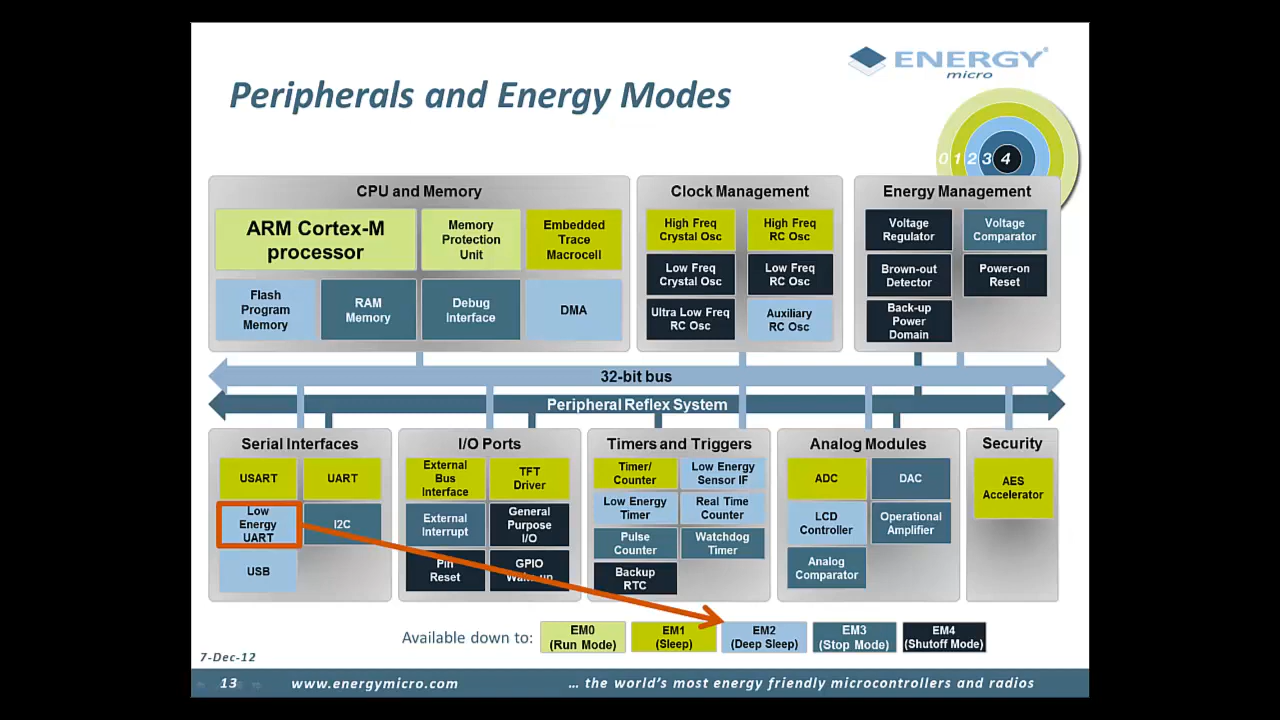 ENERGY
micro
Peripherals and Energy Modes
0 1 2 3 4
CPU and Memory
ARM Cortex-M
processor
Memory
Protection
Unit
Embedded
Trace
Macrocell
Flash
Program
Memory
RAM
Memory
Debug
Interface
DMA
Clock Management
High Freq
Crystal Osc
High Freq
RC Osc
Low Freq
Crystal Osc
Low Freq
RC Osc
Ultra Low Freq
RC Osc
Auxiliary
RC Osc
Energy Management
Voltage
Regulator
Voltage
Comparator
Brown-out
Detector
Power-on
Reset
Back-up
Power
Domain
32-bit bus
Peripheral Reflex System
Serial Interfaces
USART
UART
Low
Energy
UART
I2C
USB
I/O Ports
External
Bus
Interface
TFT
Driver
External
Interrupt
General
Purpose
I/O
Pin
Reset
GPIO
Wake-up
Timers and Triggers
Timer/
Counter
Low Energy
Sensor IF
Low Energy
Timer
Real Time
Counter
Pulse
Counter
Watchdog
Timer
Backup
RTC
Analog Modules
ADC
DAC
LCD
Controller
Operational
Amplifier
Analog
Comparator
Security
AES
Accelerator
Available down to:
EM0
(Run Mode)
EM1
(Sleep)
EM2
(Deep Sleep)
EM3
(Stop Mode)
EM4
(Shutoff Mode)
7-Dec-12
13
www.energymicro.com
... the world's most energy friendly microcontrollers and radios